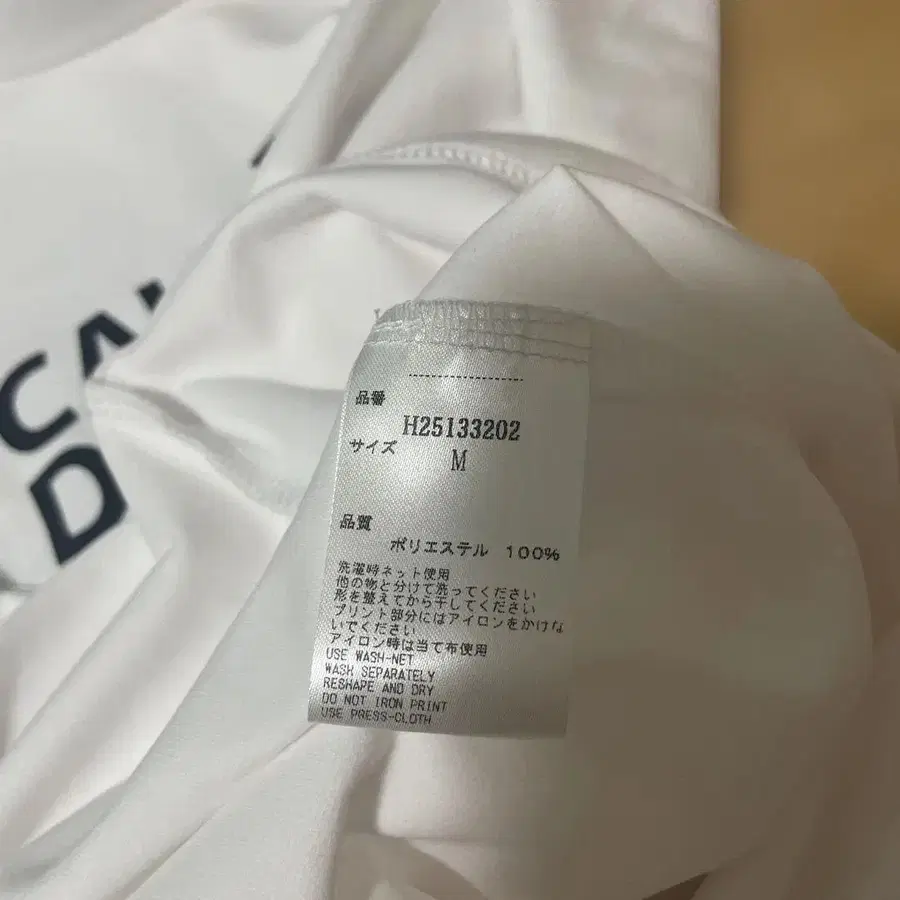 CA
D
品番
H25133202
サイズ
M
品質
ポリエステル 100%
洗濯時ネット使用
他の物と分けて洗ってください
形を整えてから干してください
プリント部分にはアイロンをかけな
いでください
アイロン時は当て布使用
USE WASH-NET
WASH SEPARATELY
RESHAPE AND DRY
DO NOT IRON PRINT
USE PRESS-CLOTH